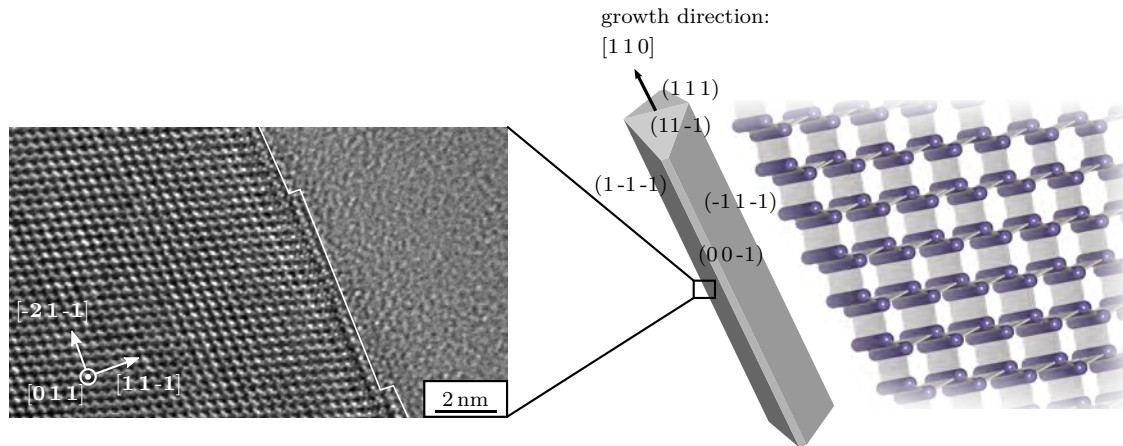 growth direction:
[1 1 0]
(1 1 1)
(11 -1)
(1 -1 -1)
(-1 1 -1)
(0 0 -1)
[-2 1 -1]
[1 1 -1]
[0 1 1]
2 nm